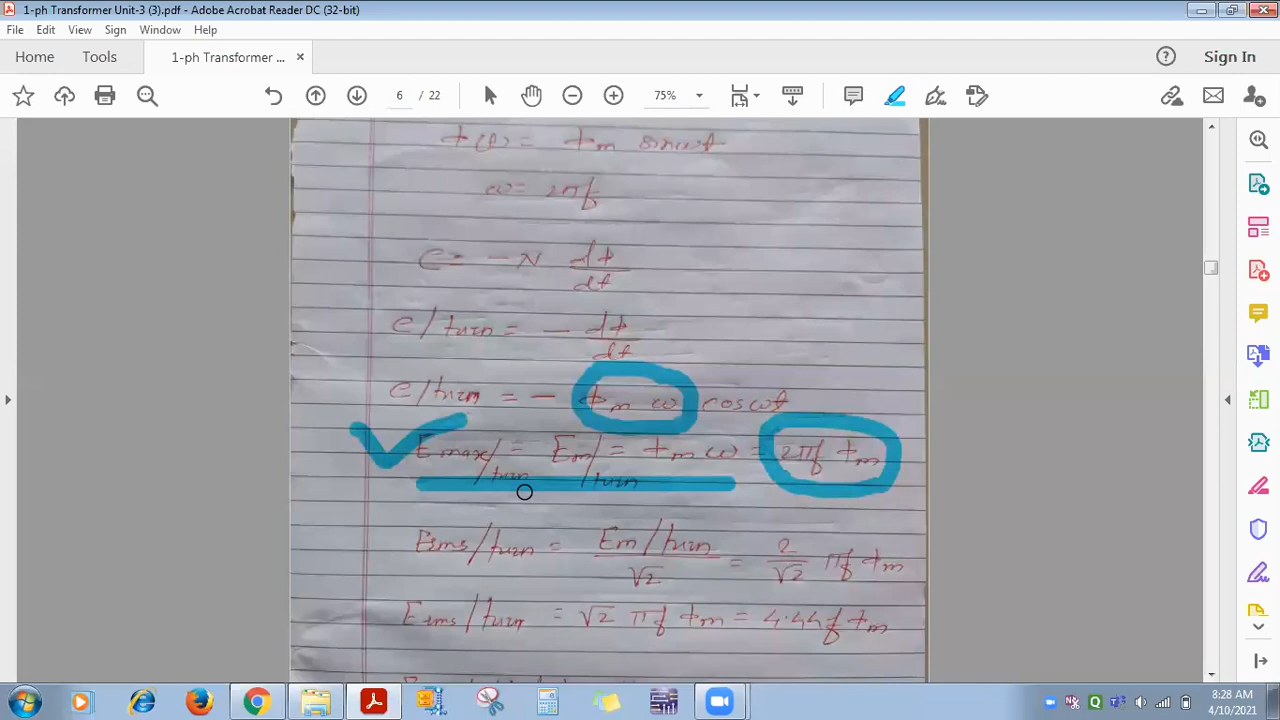 1-ph Transformer Unit-3 (3).pdf - Adobe Acrobat Reader DC (32-bit)
File Edit View Sign Window Help
Home Tools 1-ph Transformer ... × Sign In
6 / 22 75%
ϕ(t) = ϕm sinωt
ω = 2πf
e = - N dϕ/dt
e/turn = - dϕ/dt
e/turn = - ϕm ω cosωt
Emax/turn = Em/turn = ϕm ω = 2πf ϕm
Erms/turn = Em/turn / √2 = 2/√2 πf ϕm
Erms/turn = √2 πf ϕm = 4.44f ϕm
8:28 AM
4/10/2021